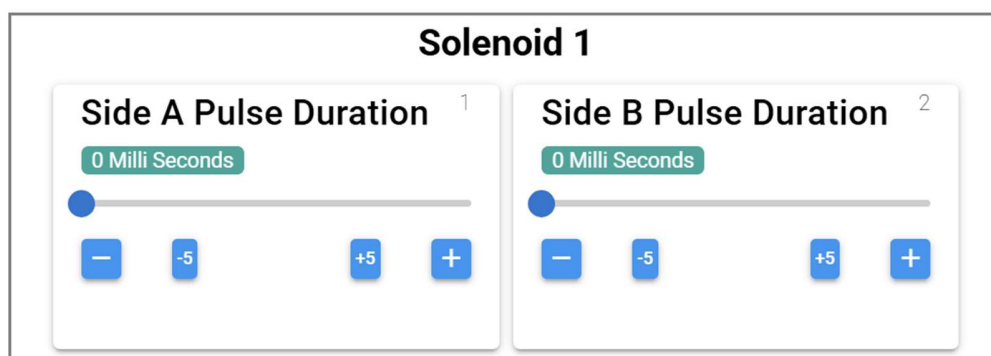 Solenoid 1
Side A Pulse Duration 1
0 Milli Seconds
− -5 +5 +
Side B Pulse Duration 2
0 Milli Seconds
− -5 +5 +